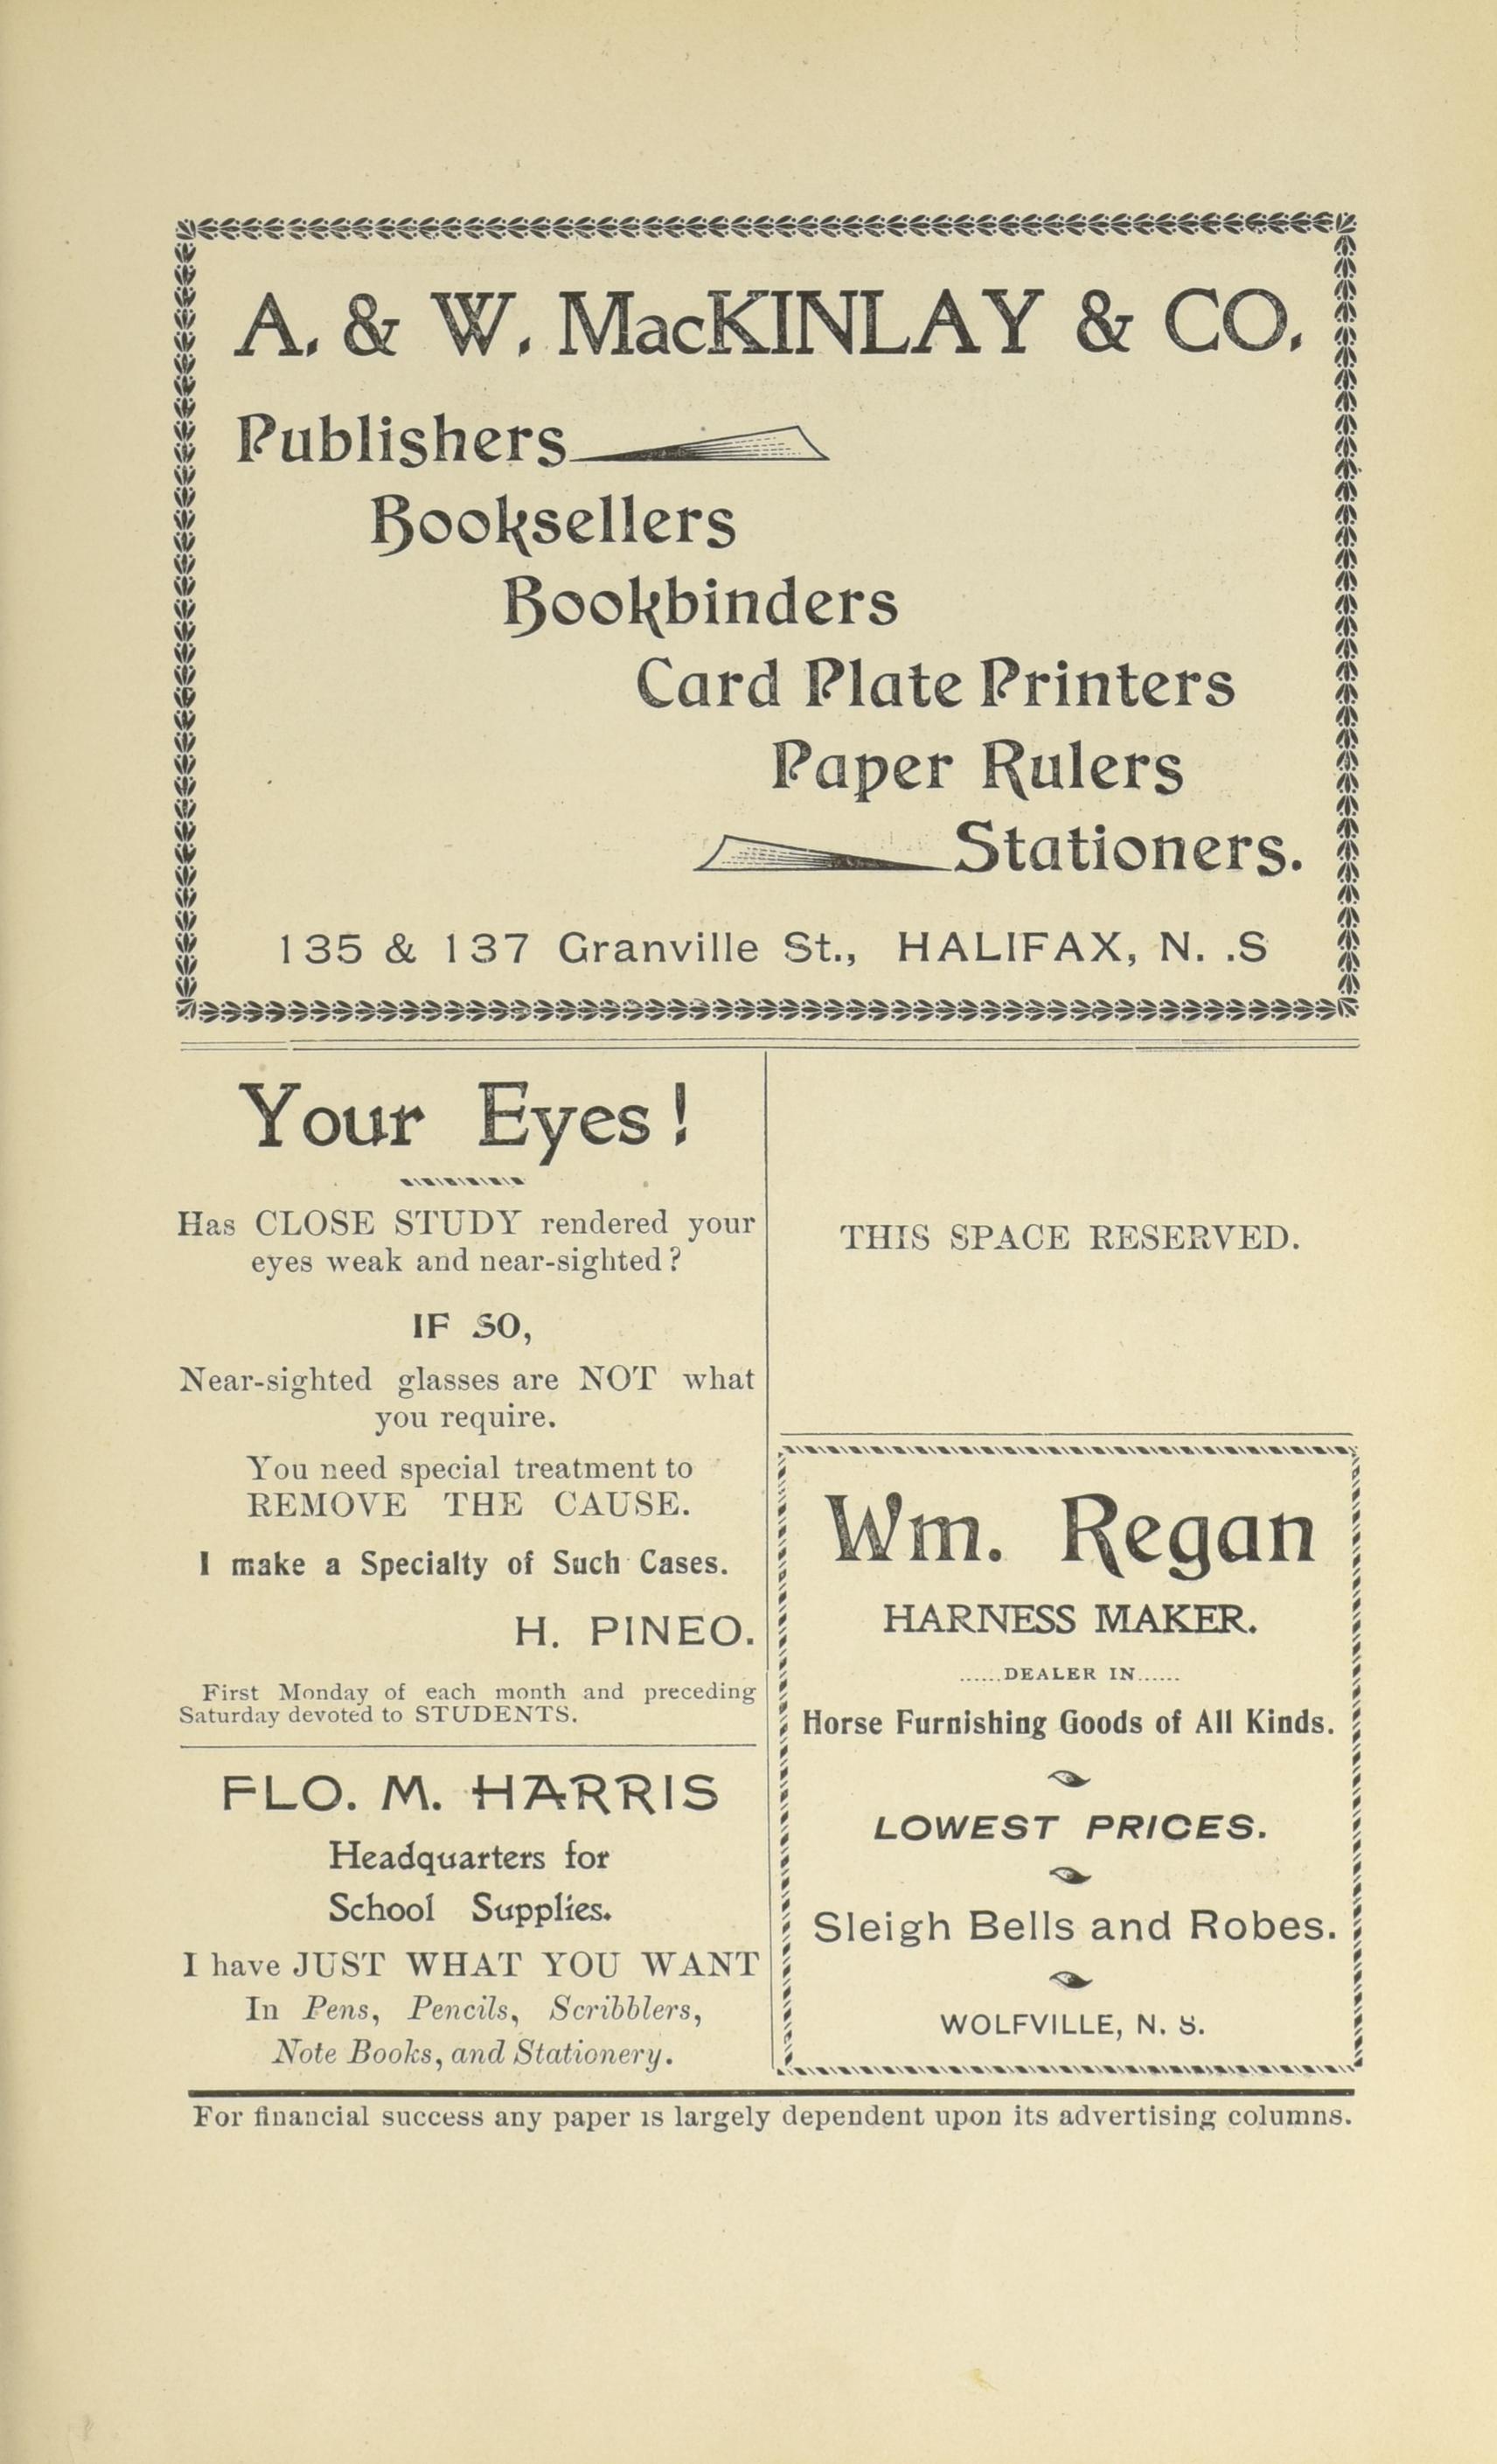 A. & W. MacKINLAY & CO.
Publishers
Booksellers
Bookbinders
Card Plate Printers
Paper Rulers
Stationers.
135 & 137 Granville St., HALIFAX, N. .S
Your Eyes!
Has CLOSE STUDY rendered your
eyes weak and near-sighted?
IF SO,
Near-sighted glasses are NOT what
you require.
You need special treatment to
REMOVE THE CAUSE.
I make a Specialty of Such Cases.
H. PINEO.
First Monday of each month and preceding
Saturday devoted to STUDENTS.
FLO. M. HARRIS
Headquarters for
School Supplies.
I have JUST WHAT YOU WANT
In Pens, Pencils, Scribblers,
Note Books, and Stationery.
THIS SPACE RESERVED.
Wm. Regan
HARNESS MAKER.
......DEALER IN......
Horse Furnishing Goods of All Kinds.
LOWEST PRICES.
Sleigh Bells and Robes.
WOLFVILLE, N. S.
For financial success any paper is largely dependent upon its advertising columns.